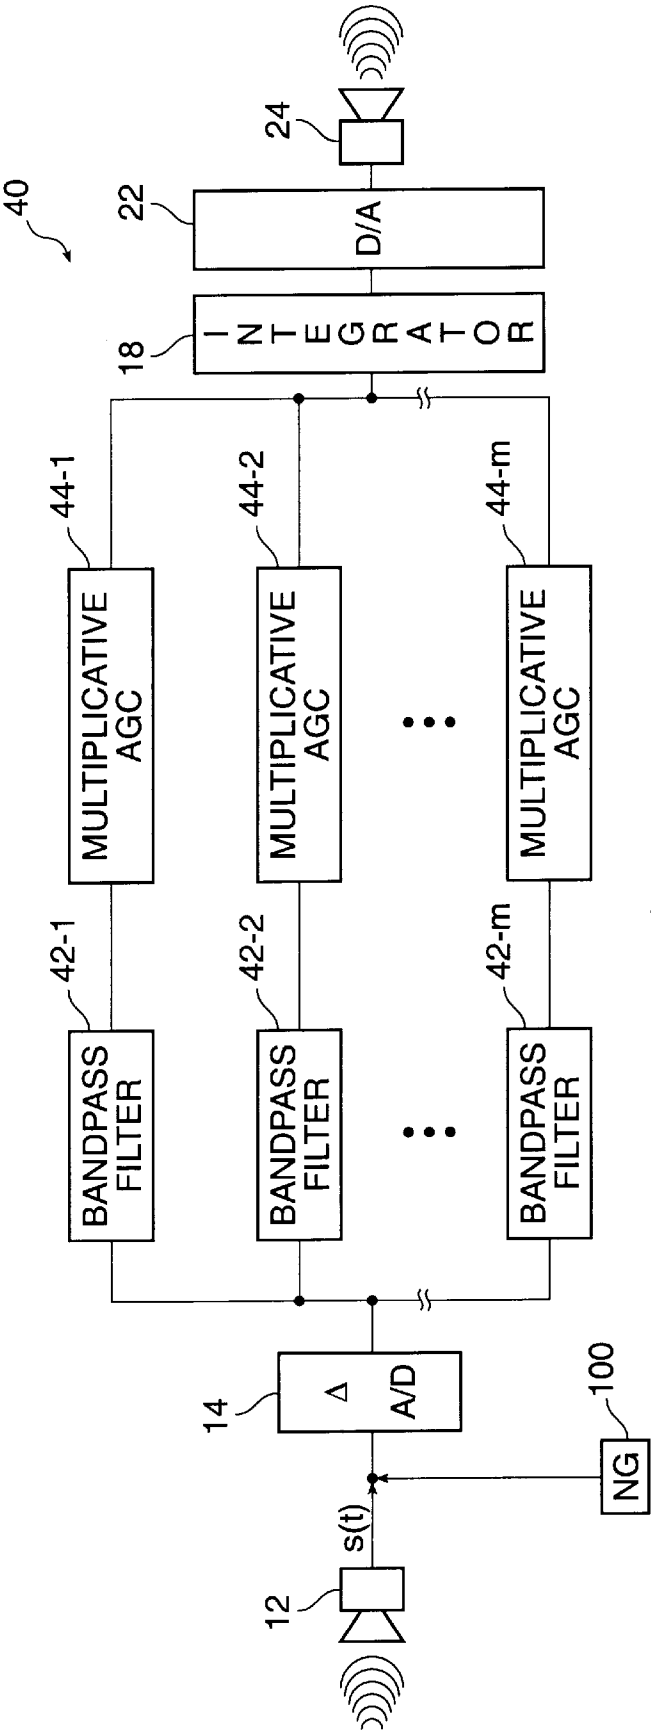 40
12
s(t)
NG
100
14
Δ
A/D
BANDPASS
FILTER
42-1
MULTIPLICATIVE
AGC
44-1
BANDPASS
FILTER
42-2
MULTIPLICATIVE
AGC
44-2
BANDPASS
FILTER
42-m
MULTIPLICATIVE
AGC
44-m
INTEGRATOR
18
D/A
22
24